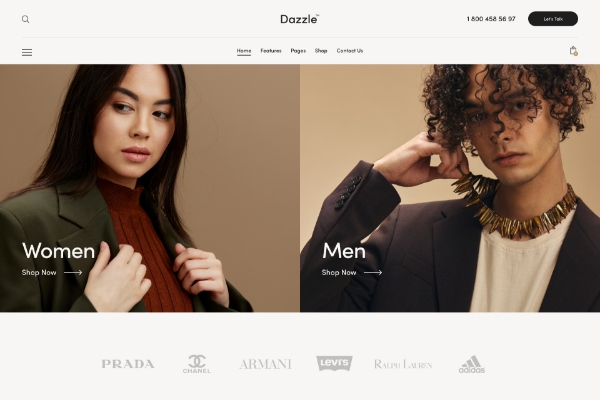 Dazzle™
1 800 458 56 97
Let's Talk
Home Features Pages Shop Contact Us
Women
Shop Now
Men
Shop Now
PRADA
CHANEL
ARMANI
LEVI'S
RALPH LAUREN
adidas